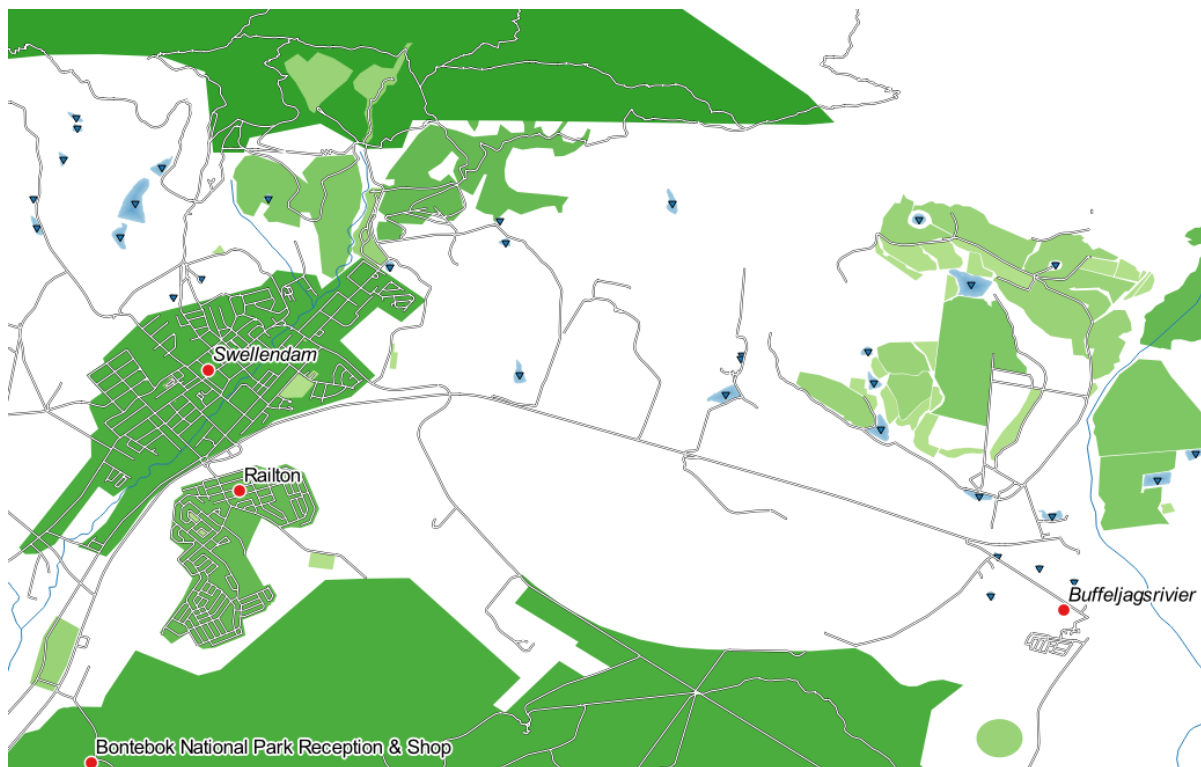 Swellendam
Railton
Buffeljagsrivier
Bontebok National Park Reception & Shop